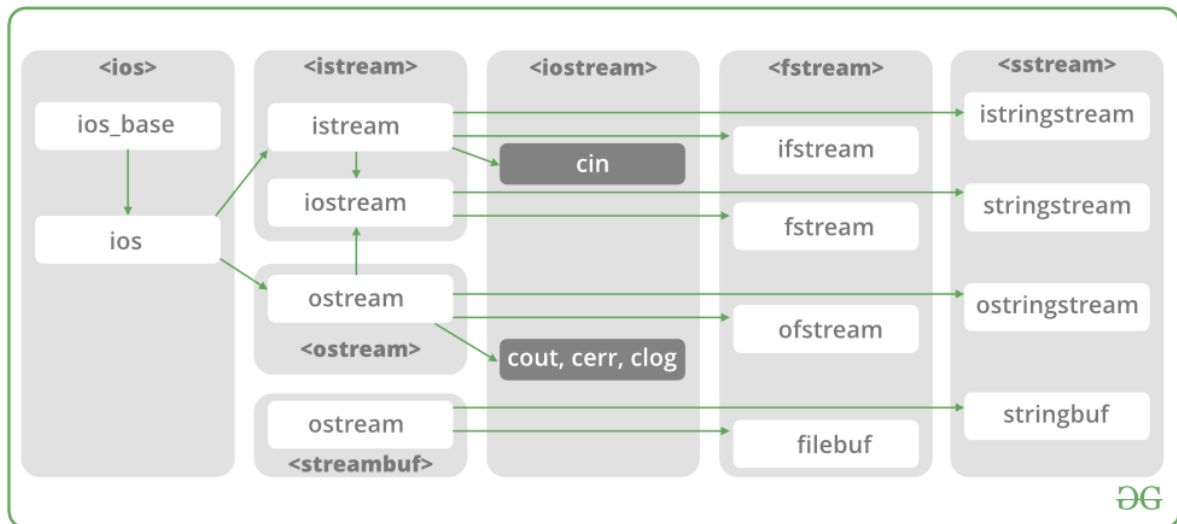 <ios>
ios_base
ios
<istream>
istream
iostream
ostream
<ostream>
ostream
<streambuf>
<iostream>
cin
cout, cerr, clog
<fstream>
ifstream
fstream
ofstream
filebuf
<sstream>
istringstream
stringstream
ostringstream
stringbuf